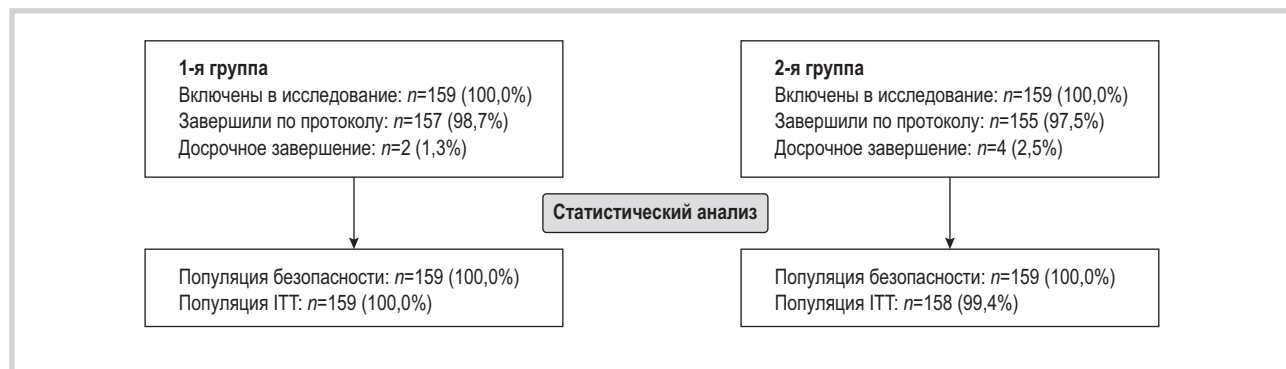 1-я группа
Включены в исследование: n=159 (100,0%)
Завершили по протоколу: n=157 (98,7%)
Досрочное завершение: n=2 (1,3%)
2-я группа
Включены в исследование: n=159 (100,0%)
Завершили по протоколу: n=155 (97,5%)
Досрочное завершение: n=4 (2,5%)
Статистический анализ
Популяция безопасности: n=159 (100,0%)
Популяция ITT: n=159 (100,0%)
Популяция безопасности: n=159 (100,0%)
Популяция ITT: n=158 (99,4%)